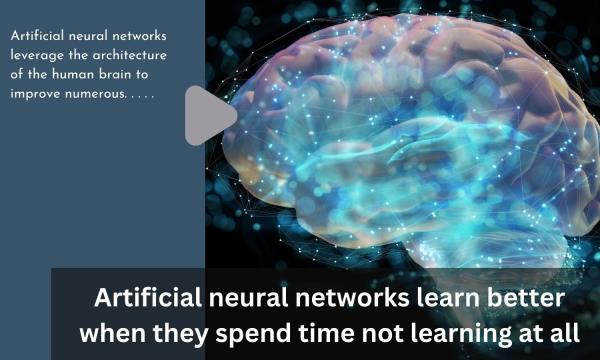 Artificial neural networks
leverage the architecture
of the human brain to
improve numerous. . . . .
Artificial neural networks learn better
when they spend time not learning at all